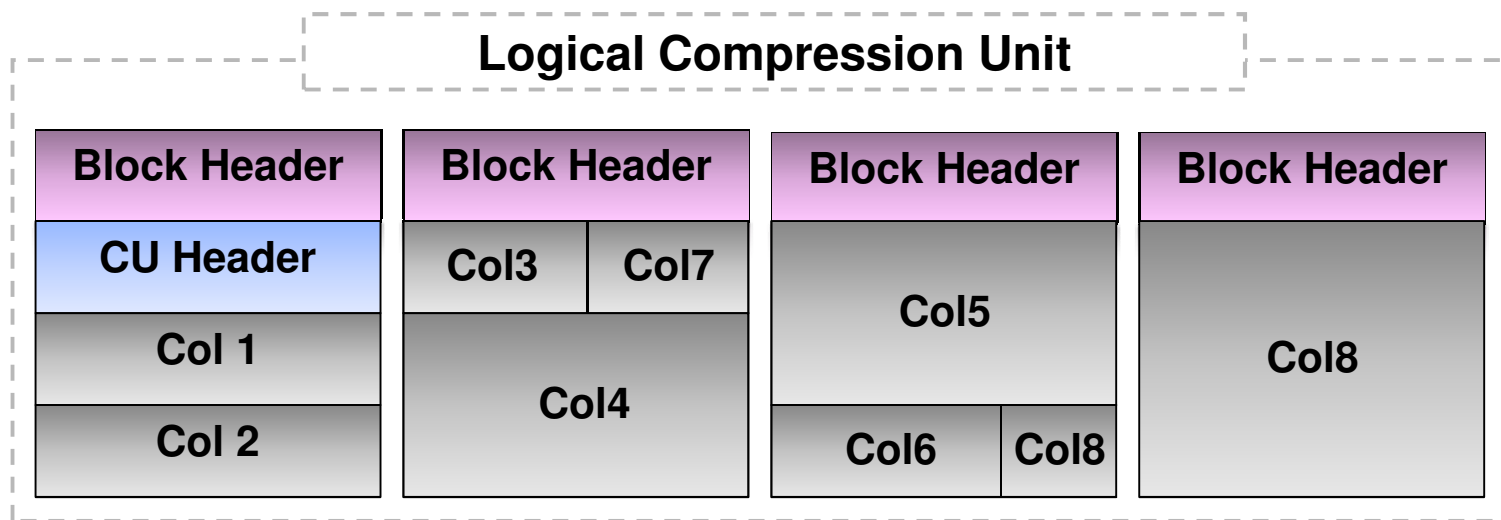 Logical Compression Unit
Block Header
CU Header
Col 1
Col 2
Block Header
Col3 Col7
Col4
Block Header
Col5
Col6 Col8
Block Header
Col8